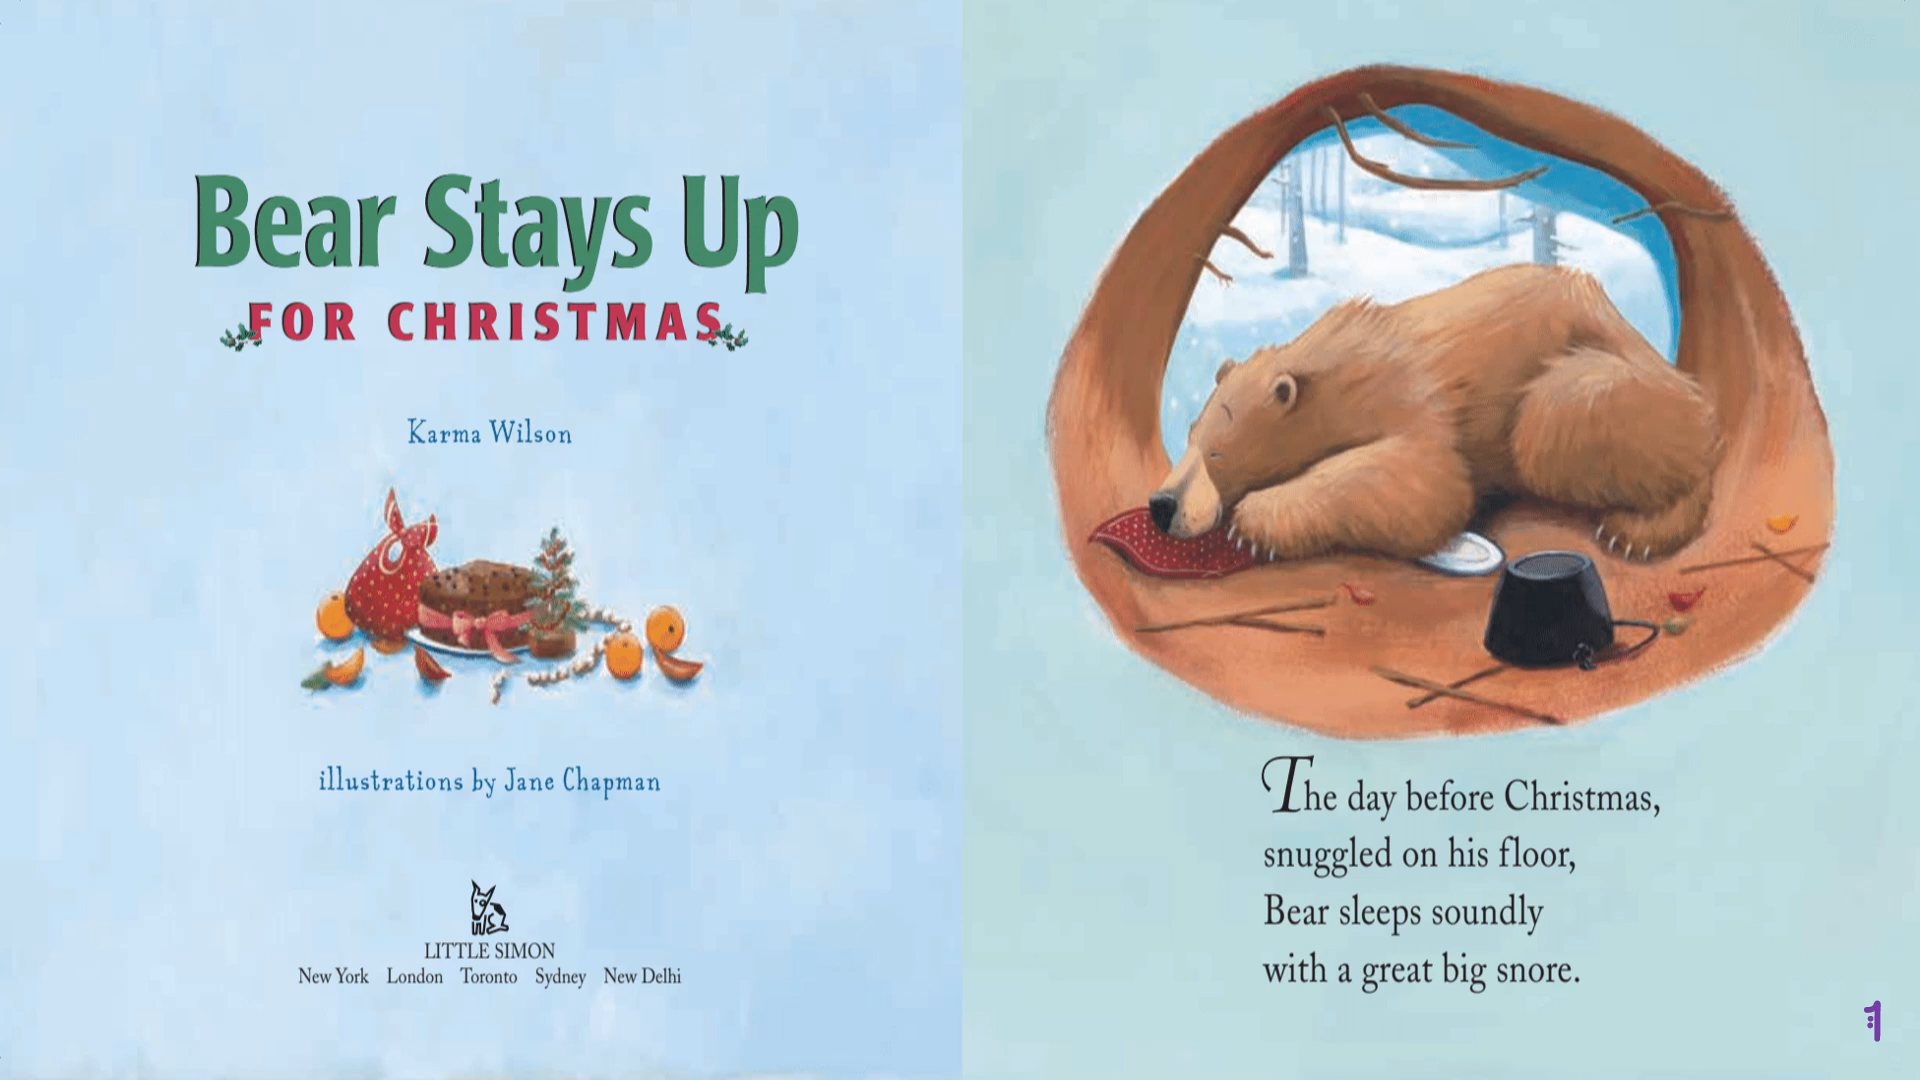 Bear Stays Up
FOR CHRISTMAS
Karma Wilson
illustrations by Jane Chapman
LITTLE SIMON
New York London Toronto Sydney New Delhi
The day before Christmas,
snuggled on his floor,
Bear sleeps soundly
with a great big snore.
1